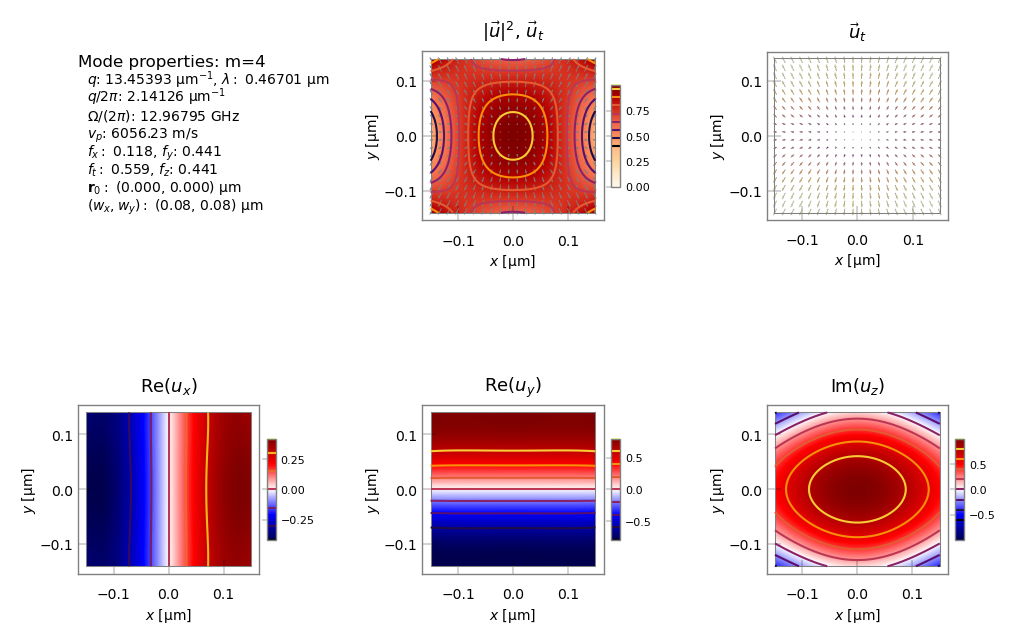 Mode properties: m=4
q: 13.45393 μm⁻¹, λ : 0.46701 μm
q/2π: 2.14126 μm⁻¹
Ω/(2π): 12.96795 GHz
vₚ: 6056.23 m/s
fₓ : 0.118, f_y: 0.441
f_t : 0.559, f_z: 0.441
r₀ : (0.000, 0.000) μm
(wₓ, w_y) : (0.08, 0.08) μm
|u⃗|², u⃗_t
0.1
0.0
−0.1
y [μm]
−0.1 0.0 0.1
x [μm]
0.75
0.50
0.25
0.00
u⃗_t
0.1
0.0
−0.1
y [μm]
−0.1 0.0 0.1
x [μm]
Re(uₓ)
0.1
0.0
−0.1
y [μm]
−0.1 0.0 0.1
x [μm]
0.25
0.00
−0.25
Re(u_y)
0.1
0.0
−0.1
y [μm]
−0.1 0.0 0.1
x [μm]
0.5
0.0
−0.5
Im(u_z)
0.1
0.0
−0.1
y [μm]
−0.1 0.0 0.1
x [μm]
0.5
0.0
−0.5